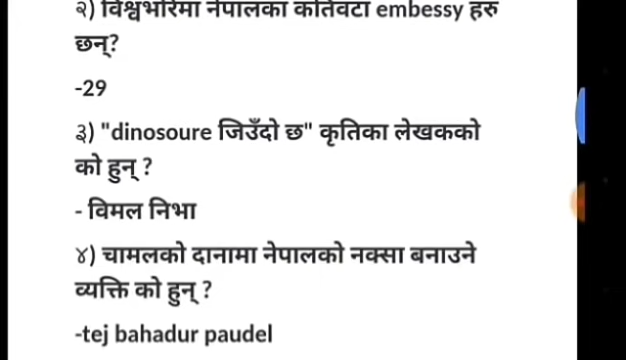 २) विश्वभरिमा नेपालका कतिवटा embessy हरु
छन्?
-29
३) "dinosoure जिउँदो छ" कृतिका लेखकको
को हुन् ?
- विमल निभा
४) चामलको दानामा नेपालको नक्सा बनाउने
व्यक्ति को हुन् ?
-tej bahadur paudel